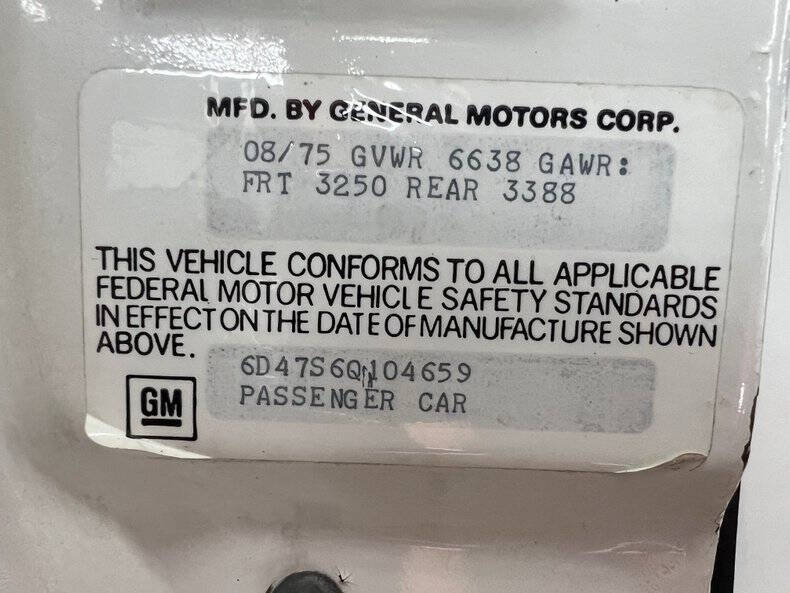 MFD. BY GENERAL MOTORS CORP.
08/75 GVWR 6638 GAWR:
FRT 3250 REAR 3388
THIS VEHICLE CONFORMS TO ALL APPLICABLE
FEDERAL MOTOR VEHICLE SAFETY STANDARDS
IN EFFECT ON THE DATE OF MANUFACTURE SHOWN
ABOVE.
6D47S6Q104659
PASSENGER CAR
GM